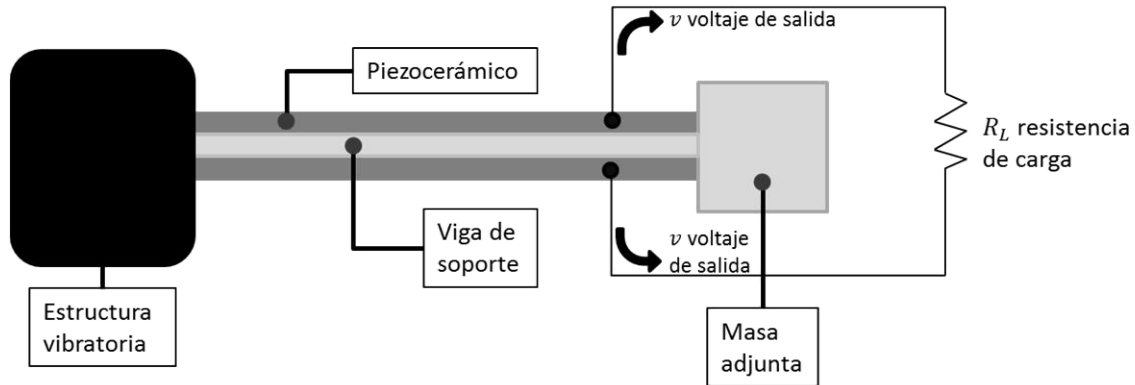 v voltaje de salida
Piezocerámico
R_L resistencia
de carga
Viga de
soporte
v voltaje
de salida
Estructura
vibratoria
Masa
adjunta